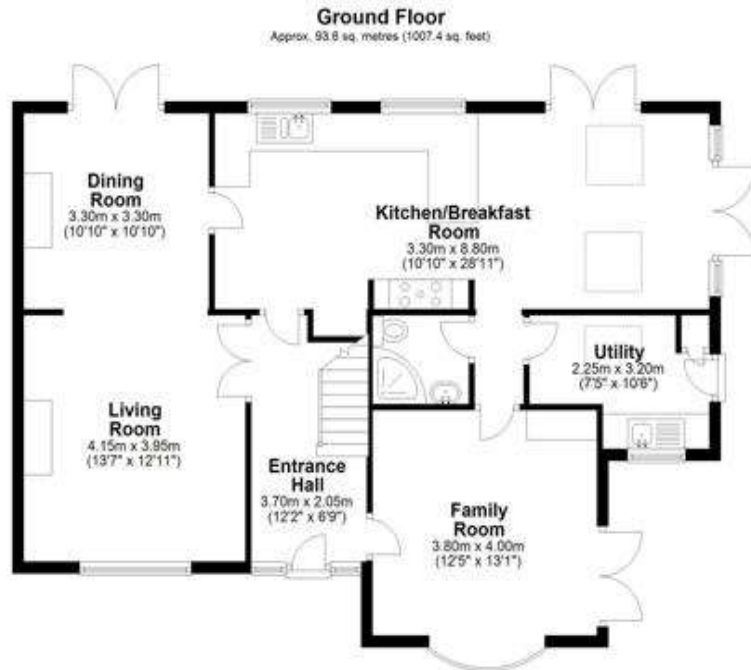 Ground Floor
Approx. 93.6 sq. metres (1007.4 sq. feet)
Dining
Room
3.30m x 3.30m
(10'10" x 10'10")
Kitchen/Breakfast
Room
3.30m x 8.80m
(10'10" x 28'11")
Utility
2.25m x 3.20m
(7'5" x 10'6")
Living
Room
4.15m x 3.95m
(13'7" x 12'11")
Entrance
Hall
3.70m x 2.05m
(12'2" x 6'9")
Family
Room
3.80m x 4.00m
(12'5" x 13'1")